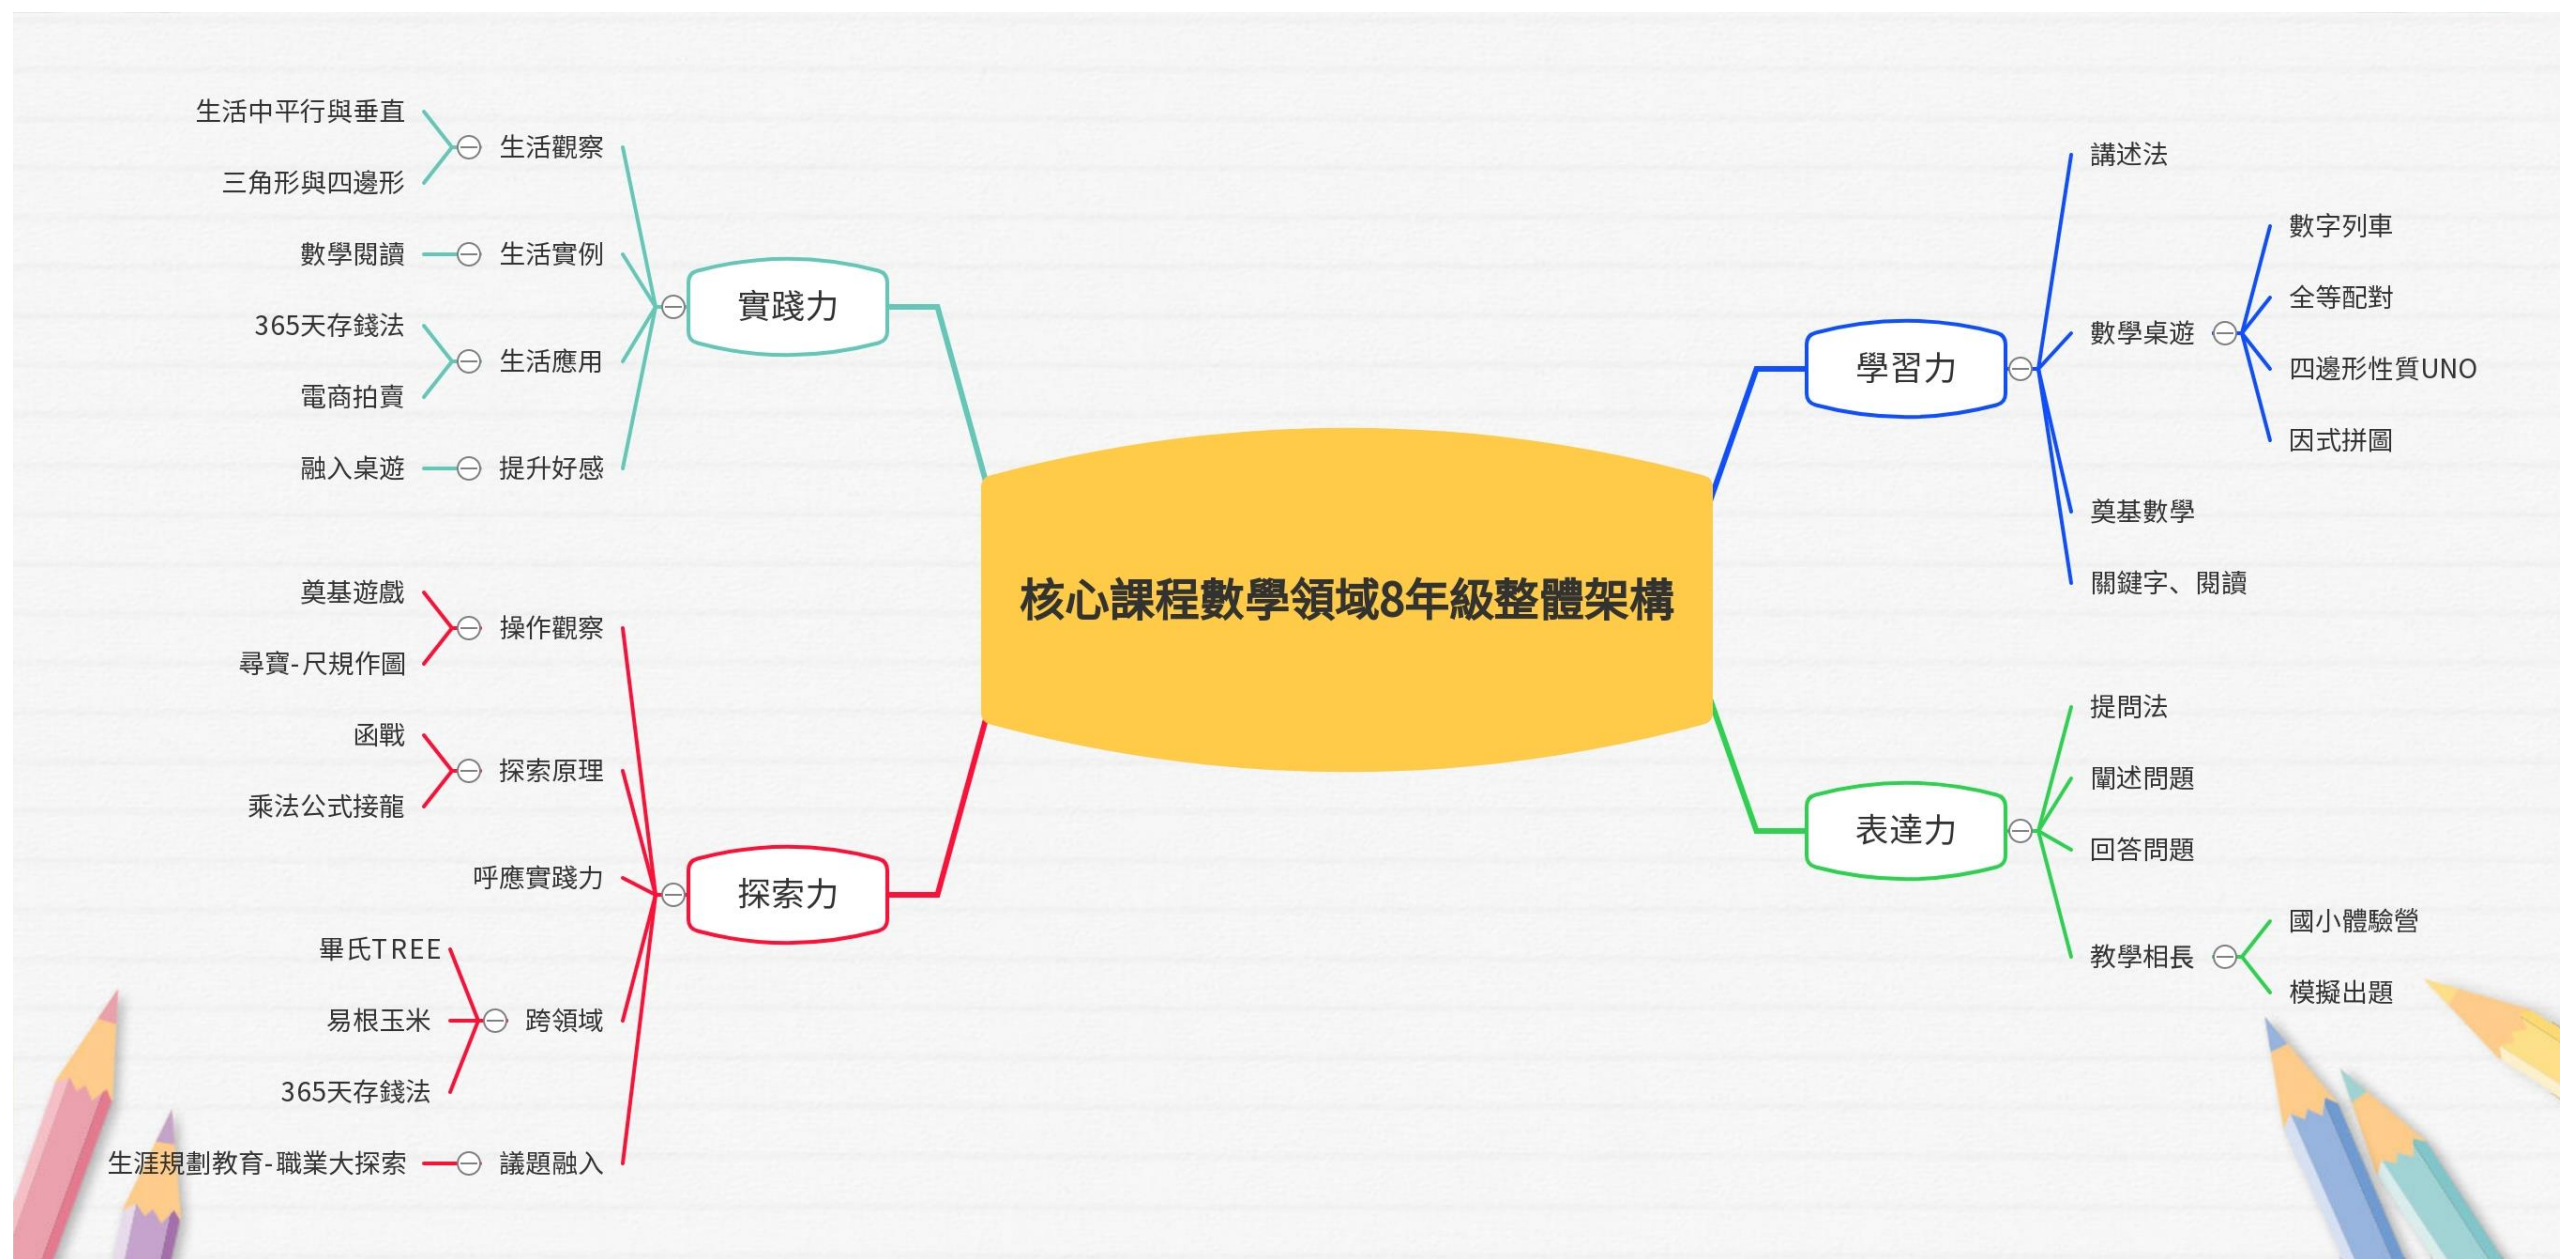 核心課程數學領域8年級整體架構
實踐力
生活觀察
生活中平行與垂直
三角形與四邊形
生活實例
數學閱讀
生活應用
365天存錢法
電商拍賣
提升好感
融入桌遊
探索力
操作觀察
奠基遊戲
尋寶-尺規作圖
探索原理
函戰
乘法公式接龍
呼應實踐力
跨領域
畢氏TREE
易根玉米
365天存錢法
議題融入
生涯規劃教育-職業大探索
學習力
講述法
數學桌遊
數字列車
全等配對
四邊形性質UNO
因式拼圖
奠基數學
關鍵字、閱讀
表達力
提問法
闡述問題
回答問題
教學相長
國小體驗營
模擬出題